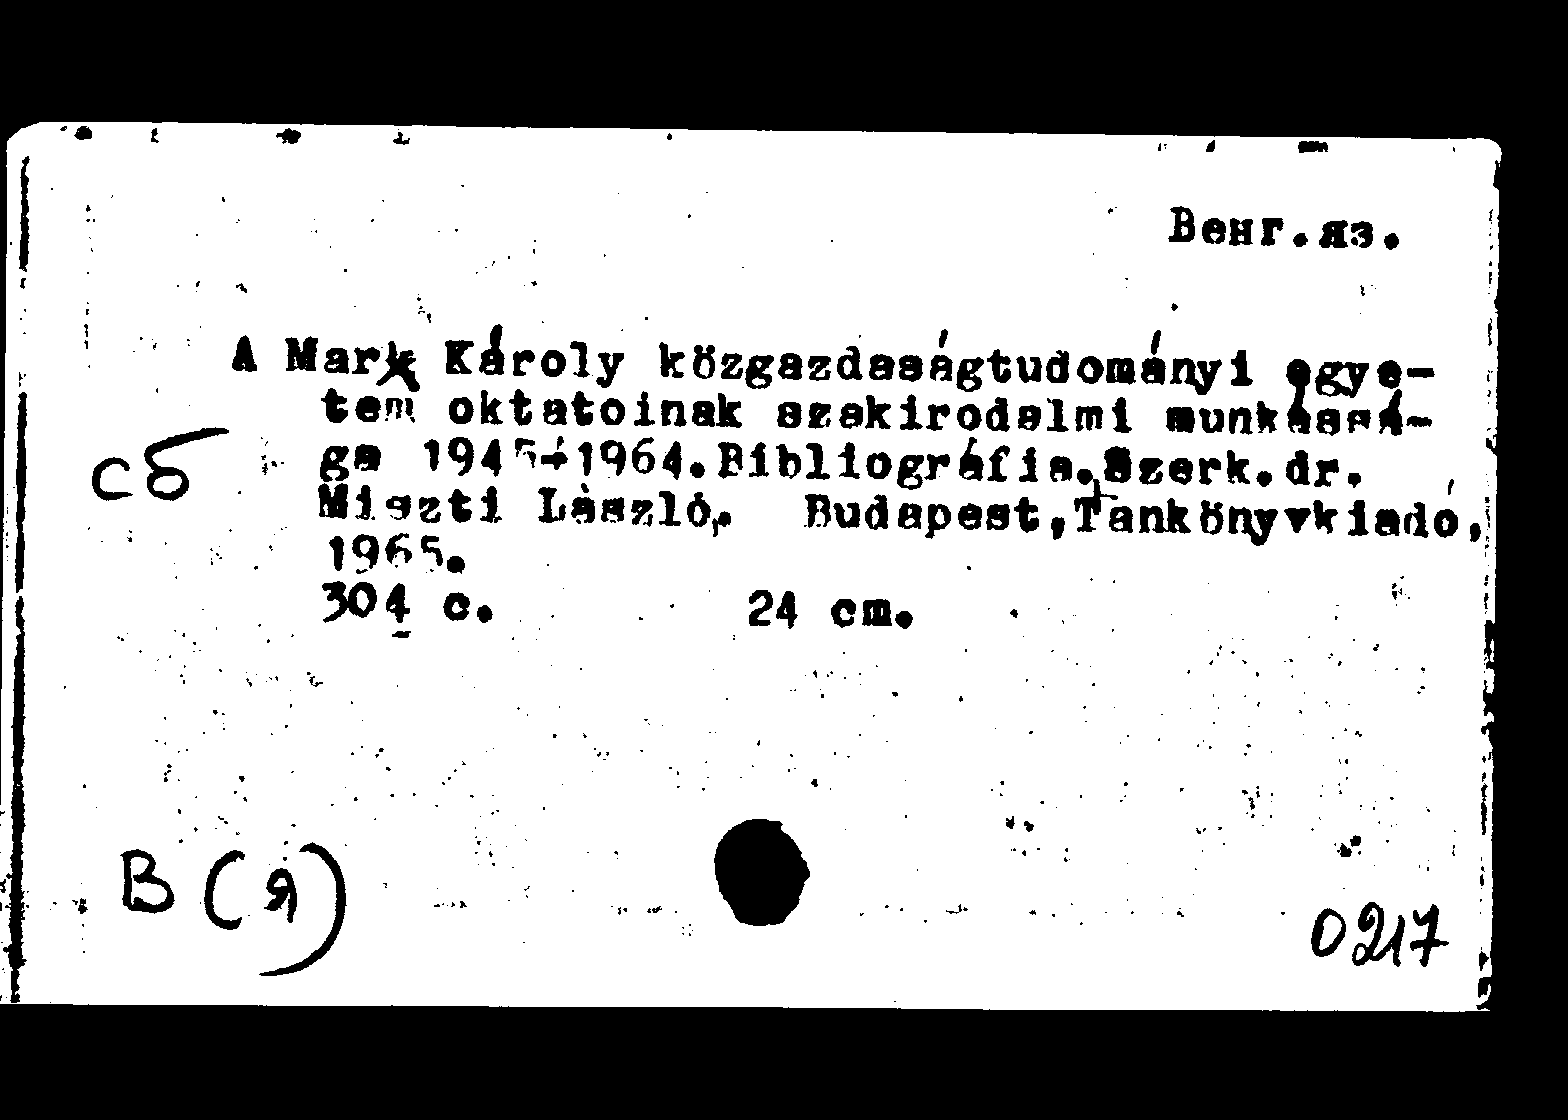 Венг.яз.
A Marx Károly közgazdaságtudományi egye-
tem oktatoinak szakirodalmi munkássá-
ga 1945-1964. Bibliográfia. Szerk. dr.
сб
Miszti László. Budapest, Tankönyvkiadó,
1965.
304 c. 24 cm.
В (я)
0217